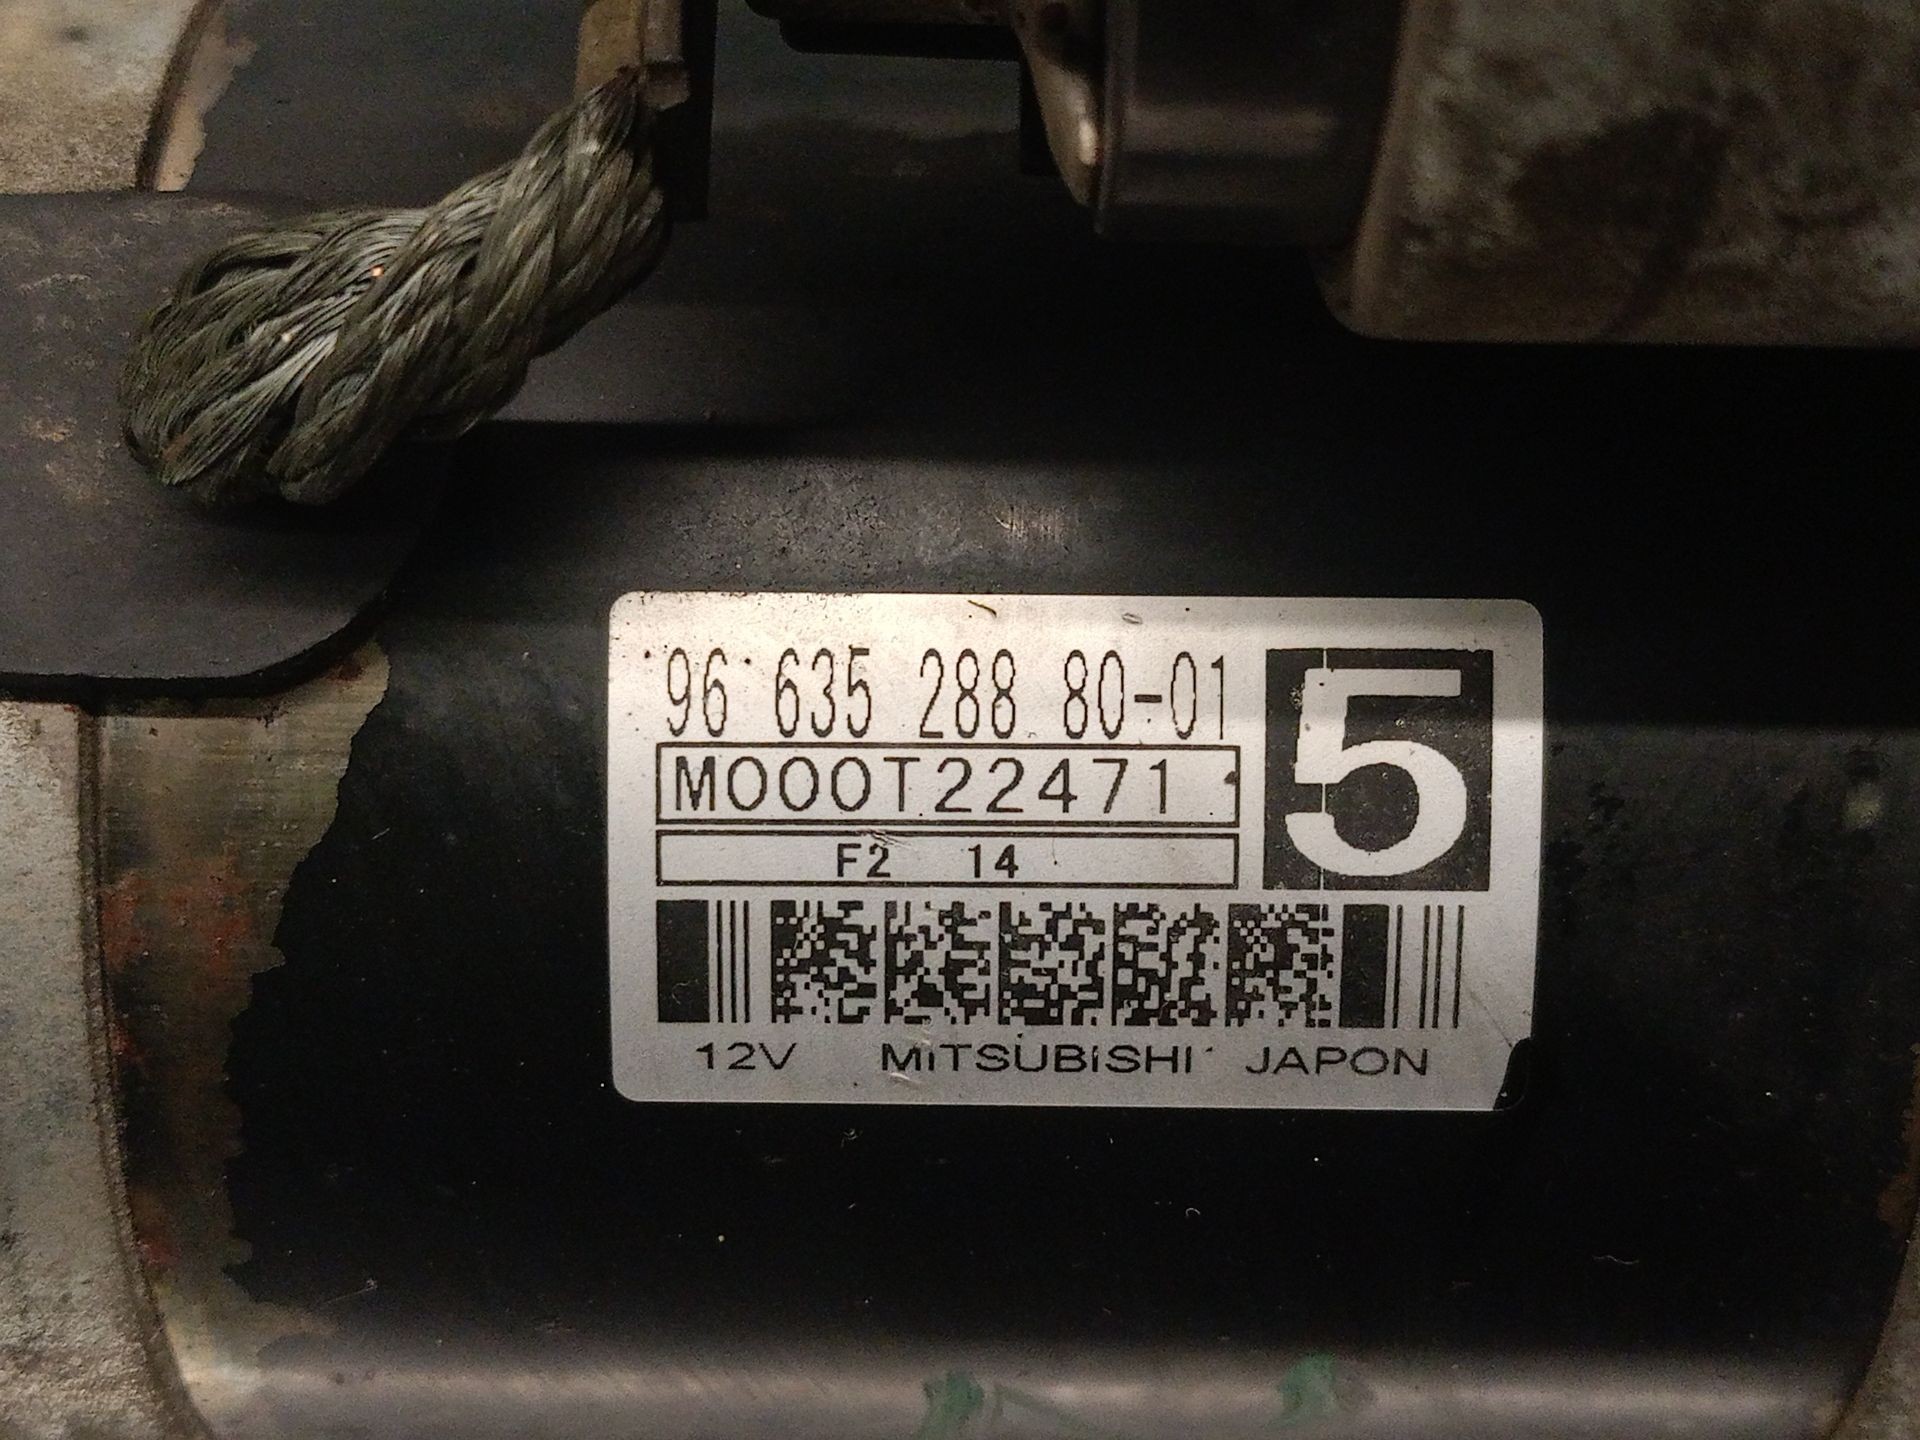 96 635 288 80-01
5
M000T22471
F2 14
12V MITSUBISHI JAPON